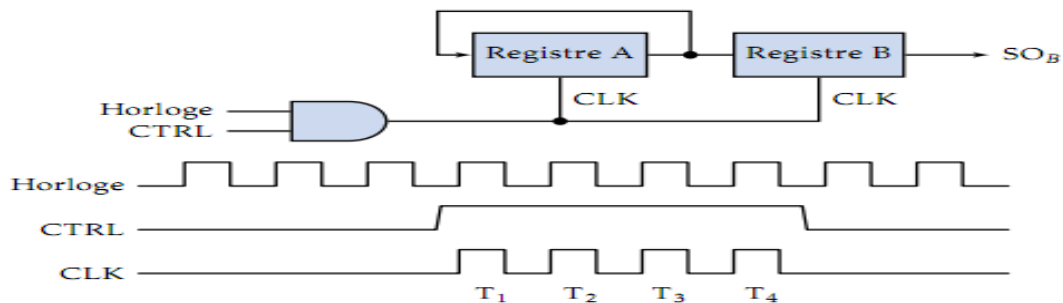 Registre A Registre B SO_B
CLK CLK
Horloge
CTRL
Horloge
CTRL
CLK
T₁ T₂ T₃ T₄